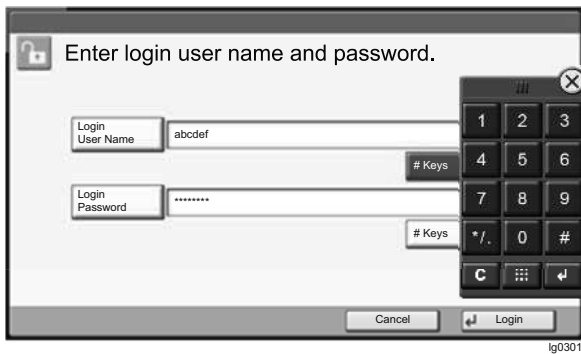 Enter login user name and password.
Login
User Name
abcdef
# Keys
Login
Password
********
# Keys
1 2 3
4 5 6
7 8 9
*/. 0 #
C
Cancel
Login
lg0301